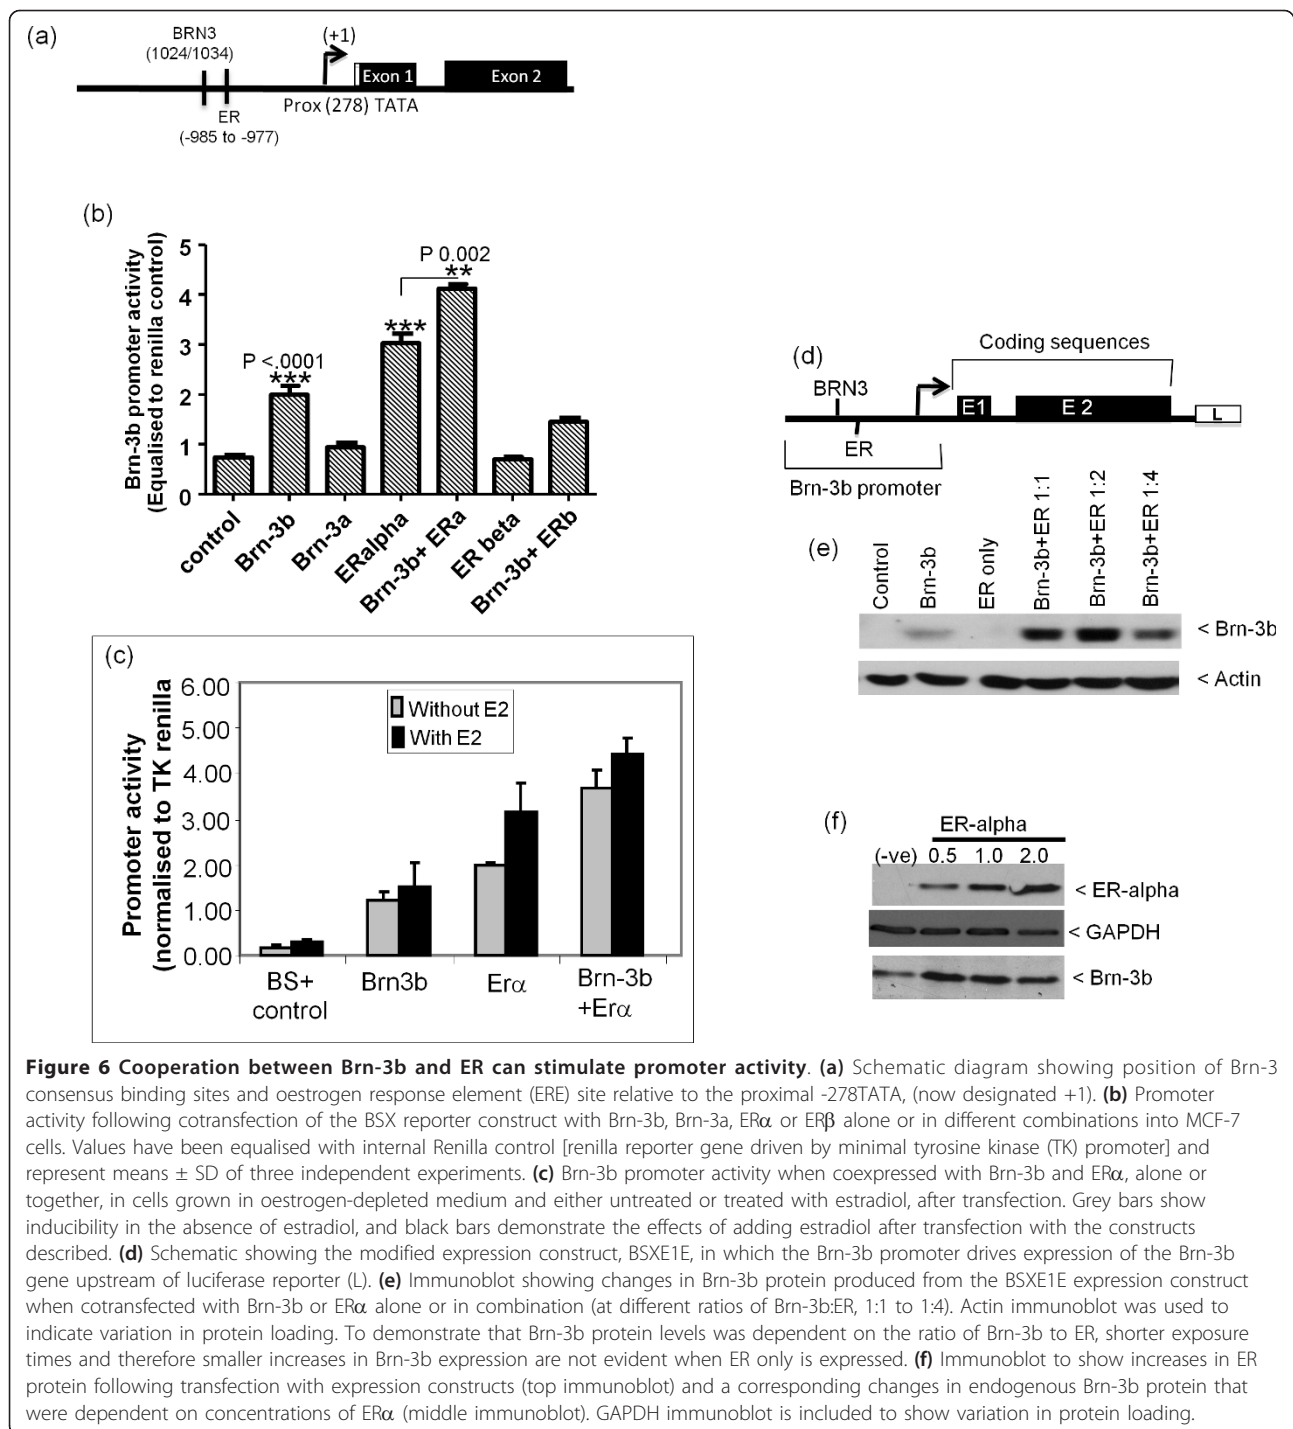 (a)
BRN3
(1024/1034)
(+1)
Exon 1
Exon 2
Prox (278) TATA
ER
(-985 to -977)
(b)
Brn-3b promoter activity
(Equalised to renilla control)
5
4
3
2
1
0
P <.0001
***
***
P 0.002
**
control
Brn-3b
Brn-3a
ERalpha
Brn-3b+ ERa
ER beta
Brn-3b+ ERb
(c)
Promoter activity
(normalised to TK renilla
6.00
5.00
4.00
3.00
2.00
1.00
0.00
Without E2
With E2
BS+
control
Brn3b
Erα
Brn-3b
+Erα
(d)
Coding sequences
BRN3
E1
E 2
L
ER
Brn-3b promoter
(e)
Control
Brn-3b
ER only
Brn-3b+ER 1:1
Brn-3b+ER 1:2
Brn-3b+ER 1:4
< Brn-3b
< Actin
(f)
ER-alpha
(-ve) 0.5 1.0 2.0
< ER-alpha
< GAPDH
< Brn-3b
Figure 6 Cooperation between Brn-3b and ER can stimulate promoter activity. (a) Schematic diagram showing position of Brn-3
consensus binding sites and oestrogen response element (ERE) site relative to the proximal -278TATA, (now designated +1). (b) Promoter
activity following cotransfection of the BSX reporter construct with Brn-3b, Brn-3a, ERα or ERβ alone or in different combinations into MCF-7
cells. Values have been equalised with internal Renilla control [renilla reporter gene driven by minimal tyrosine kinase (TK) promoter] and
represent means ± SD of three independent experiments. (c) Brn-3b promoter activity when coexpressed with Brn-3b and ERα, alone or
together, in cells grown in oestrogen-depleted medium and either untreated or treated with estradiol, after transfection. Grey bars show
inducibility in the absence of estradiol, and black bars demonstrate the effects of adding estradiol after transfection with the constructs
described. (d) Schematic showing the modified expression construct, BSXE1E, in which the Brn-3b promoter drives expression of the Brn-3b
gene upstream of luciferase reporter (L). (e) Immunoblot showing changes in Brn-3b protein produced from the BSXE1E expression construct
when cotransfected with Brn-3b or ERα alone or in combination (at different ratios of Brn-3b:ER, 1:1 to 1:4). Actin immunoblot was used to
indicate variation in protein loading. To demonstrate that Brn-3b protein levels was dependent on the ratio of Brn-3b to ER, shorter exposure
times and therefore smaller increases in Brn-3b expression are not evident when ER only is expressed. (f) Immunoblot to show increases in ER
protein following transfection with expression constructs (top immunoblot) and a corresponding changes in endogenous Brn-3b protein that
were dependent on concentrations of ERα (middle immunoblot). GAPDH immunoblot is included to show variation in protein loading.